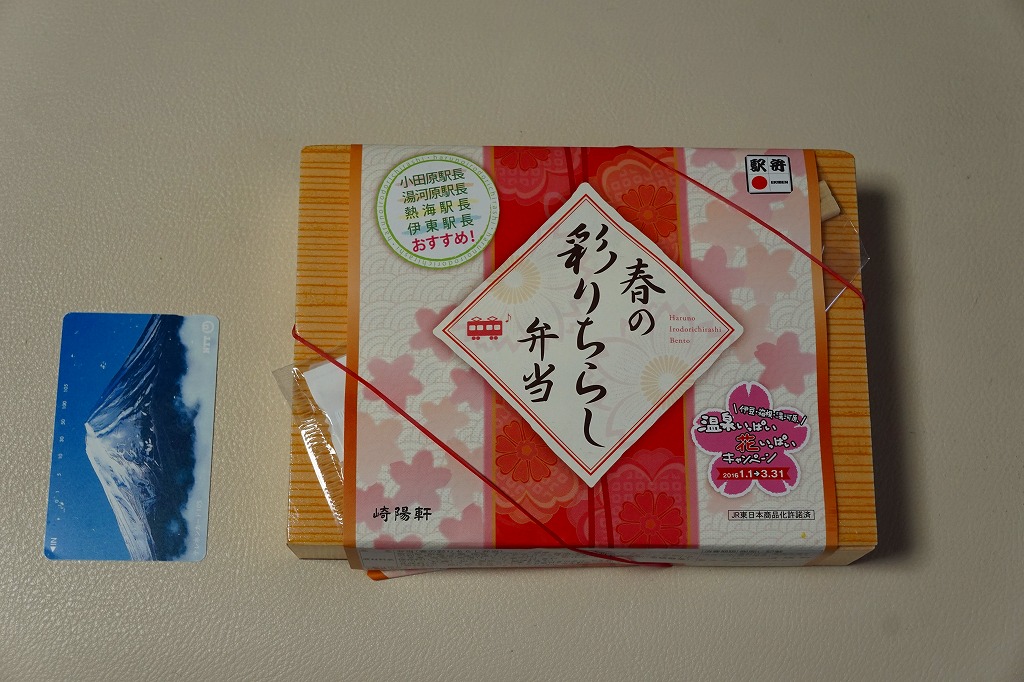 小田原駅長
湯河原駅長
熱海駅長
伊東駅長
おすすめ!
駅弁
EKIBEN
春の
彩りちらし
弁当
Haruno
Irodorichirashi
Bento
伊豆・箱根・湯河原
温泉いっぱい
花いっぱい
キャンペーン
2016 1.1→3.31
崎陽軒
JR東日本商品化許諾済